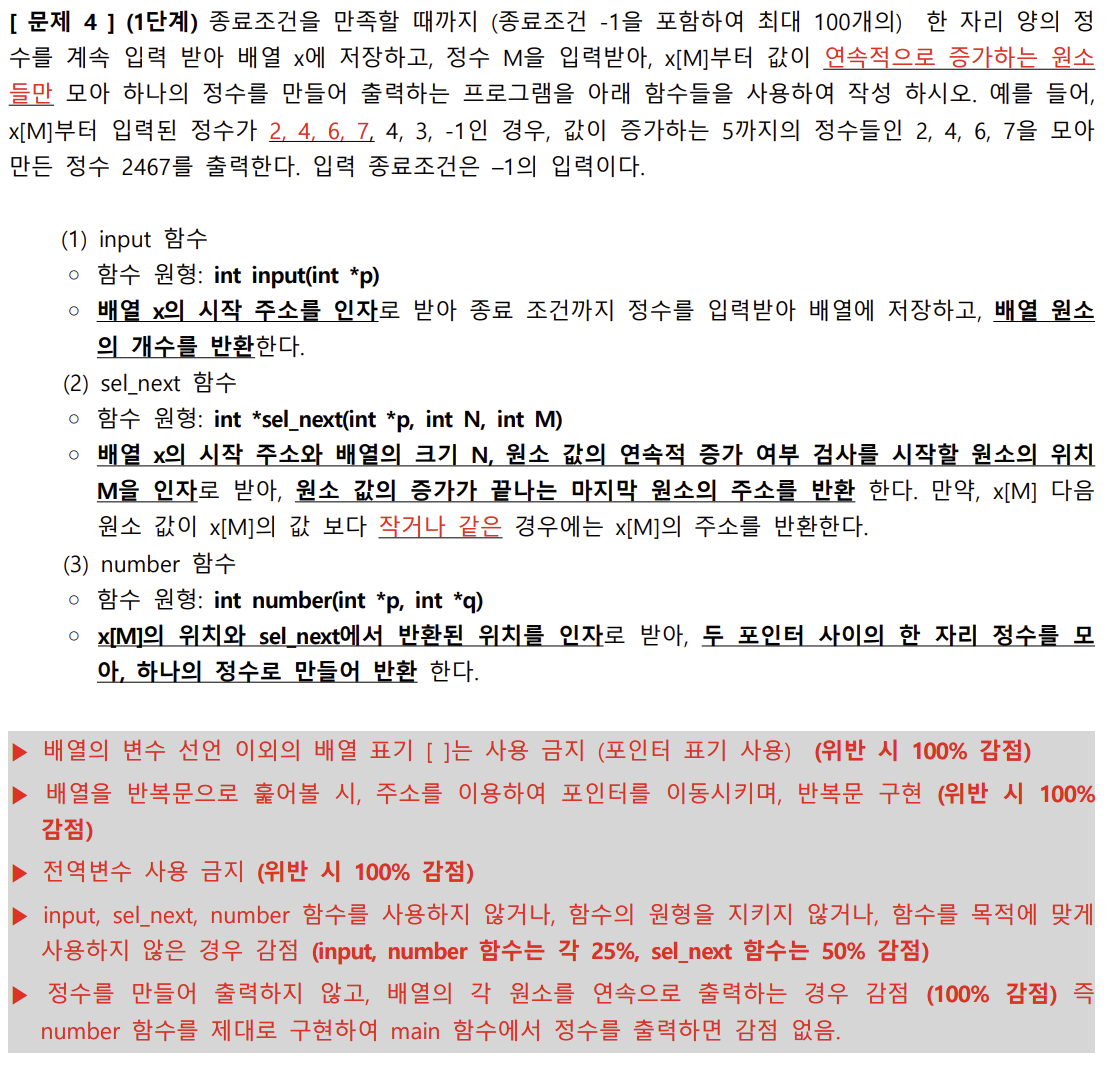 [ 문제 4 ] (1단계) 종료조건을 만족할 때까지 (종료조건 -1을 포함하여 최대 100개의) 한 자리 양의 정
수를 계속 입력 받아 배열 x에 저장하고, 정수 M을 입력받아, x[M]부터 값이 연속적으로 증가하는 원소
들만 모아 하나의 정수를 만들어 출력하는 프로그램을 아래 함수들을 사용하여 작성 하시오. 예를 들어,
x[M]부터 입력된 정수가 2, 4, 6, 7, 4, 3, -1인 경우, 값이 증가하는 5까지의 정수들인 2, 4, 6, 7을 모아
만든 정수 2467를 출력한다. 입력 종료조건은 –1의 입력이다.
(1) input 함수
○ 함수 원형: int input(int *p)
○ 배열 x의 시작 주소를 인자로 받아 종료 조건까지 정수를 입력받아 배열에 저장하고, 배열 원소
의 개수를 반환한다.
(2) sel_next 함수
○ 함수 원형: int *sel_next(int *p, int N, int M)
○ 배열 x의 시작 주소와 배열의 크기 N, 원소 값의 연속적 증가 여부 검사를 시작할 원소의 위치
M을 인자로 받아, 원소 값의 증가가 끝나는 마지막 원소의 주소를 반환 한다. 만약, x[M] 다음
원소 값이 x[M]의 값 보다 작거나 같은 경우에는 x[M]의 주소를 반환한다.
(3) number 함수
○ 함수 원형: int number(int *p, int *q)
○ x[M]의 위치와 sel_next에서 반환된 위치를 인자로 받아, 두 포인터 사이의 한 자리 정수를 모
아, 하나의 정수로 만들어 반환 한다.
▶ 배열의 변수 선언 이외의 배열 표기 [ ]는 사용 금지 (포인터 표기 사용) (위반 시 100% 감점)
▶ 배열을 반복문으로 훑어볼 시, 주소를 이용하여 포인터를 이동시키며, 반복문 구현 (위반 시 100%
감점)
▶ 전역변수 사용 금지 (위반 시 100% 감점)
▶ input, sel_next, number 함수를 사용하지 않거나, 함수의 원형을 지키지 않거나, 함수를 목적에 맞게
사용하지 않은 경우 감점 (input, number 함수는 각 25%, sel_next 함수는 50% 감점)
▶ 정수를 만들어 출력하지 않고, 배열의 각 원소를 연속으로 출력하는 경우 감점 (100% 감점) 즉
number 함수를 제대로 구현하여 main 함수에서 정수를 출력하면 감점 없음.